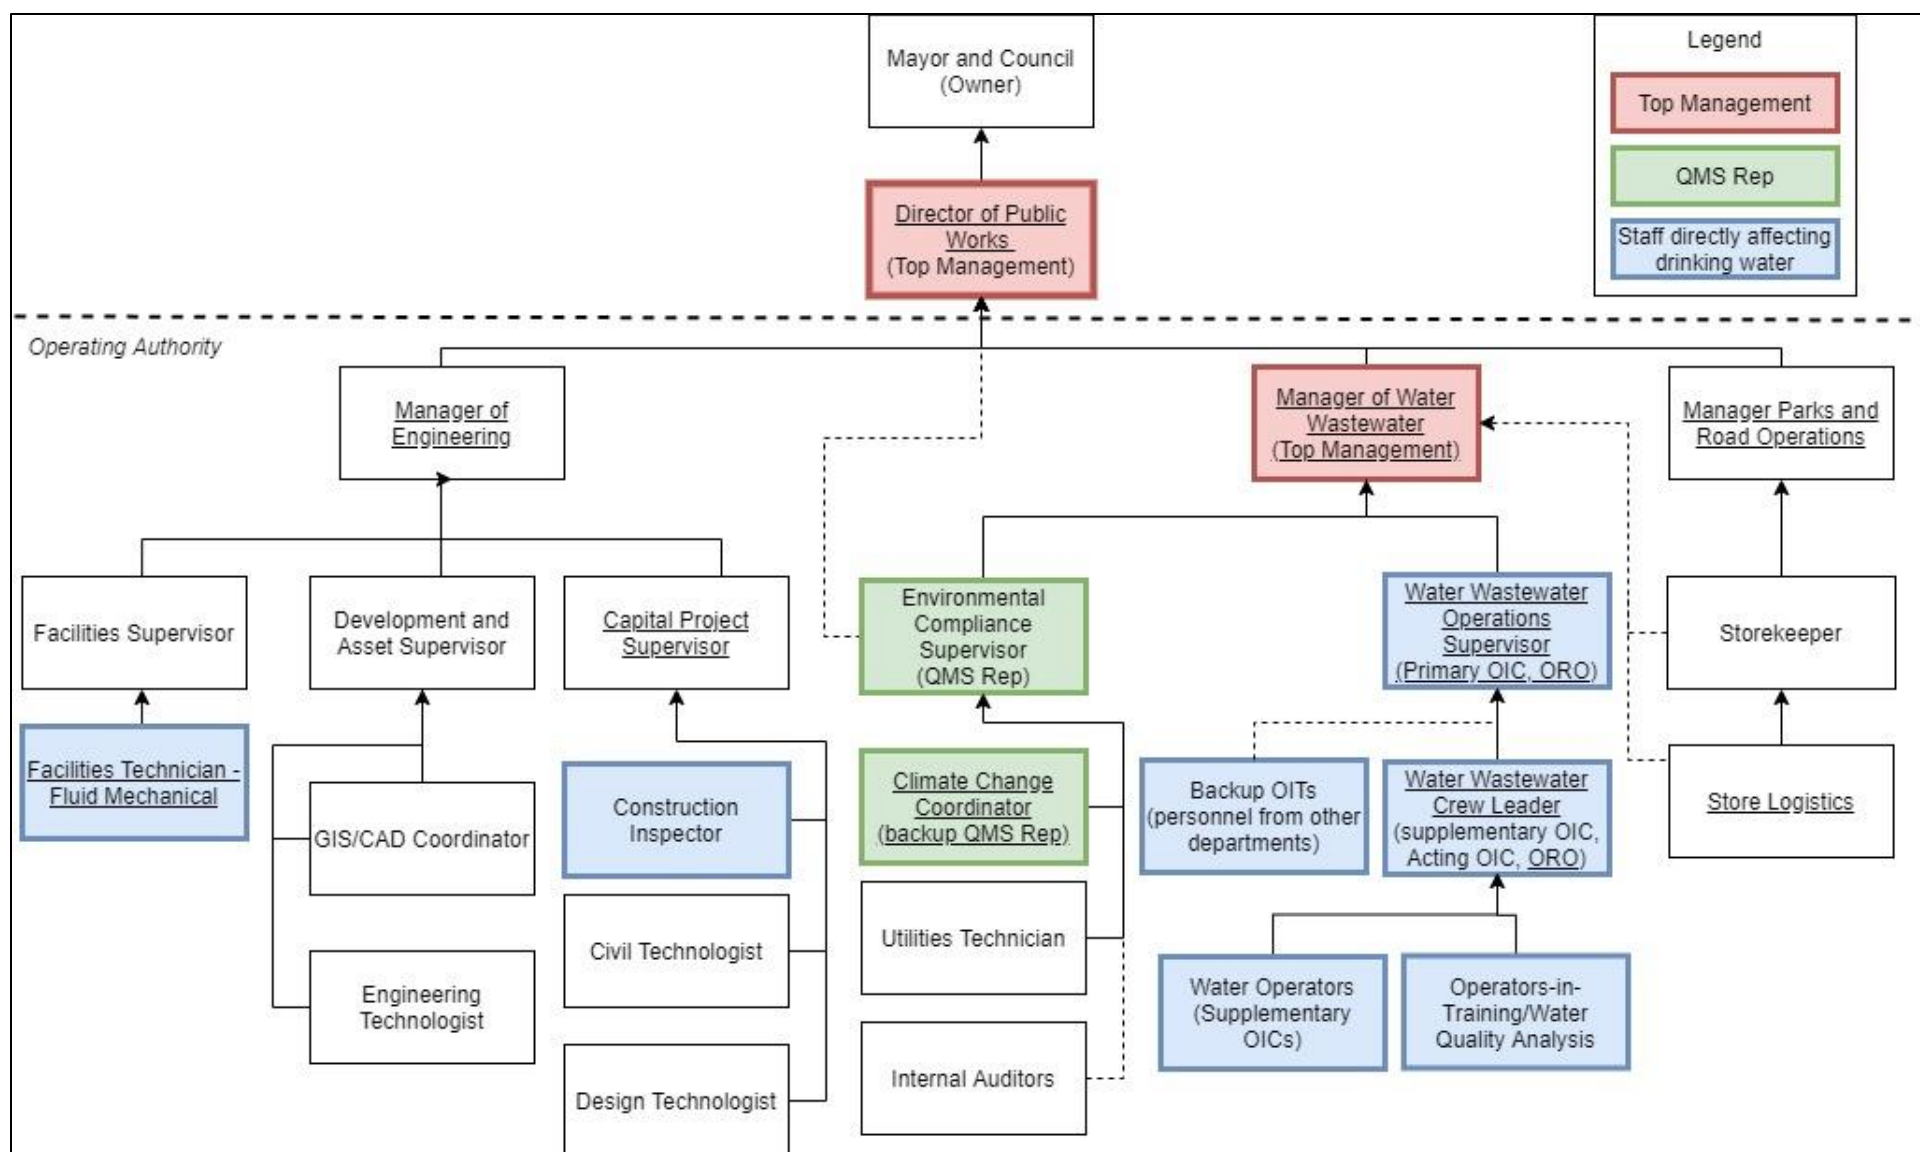 Mayor and Council
(Owner)
Legend
Top Management
QMS Rep
Staff directly affecting
drinking water
Director of Public
Works
(Top Management)
Operating Authority
Manager of
Engineering
Manager of Water
Wastewater
(Top Management)
Manager Parks and
Road Operations
Facilities Supervisor
Development and
Asset Supervisor
Capital Project
Supervisor
Environmental
Compliance
Supervisor
(QMS Rep)
Water Wastewater
Operations
Supervisor
(Primary OIC, ORO)
Storekeeper
Facilities Technician -
Fluid Mechanical
GIS/CAD Coordinator
Construction
Inspector
Climate Change
Coordinator
(backup QMS Rep)
Backup OITs
(personnel from other
departments)
Water Wastewater
Crew Leader
(supplementary OIC,
Acting OIC, ORO)
Store Logistics
Engineering
Technologist
Civil Technologist
Utilities Technician
Water Operators
(Supplementary
OICs)
Operators-in-
Training/Water
Quality Analysis
Design Technologist
Internal Auditors